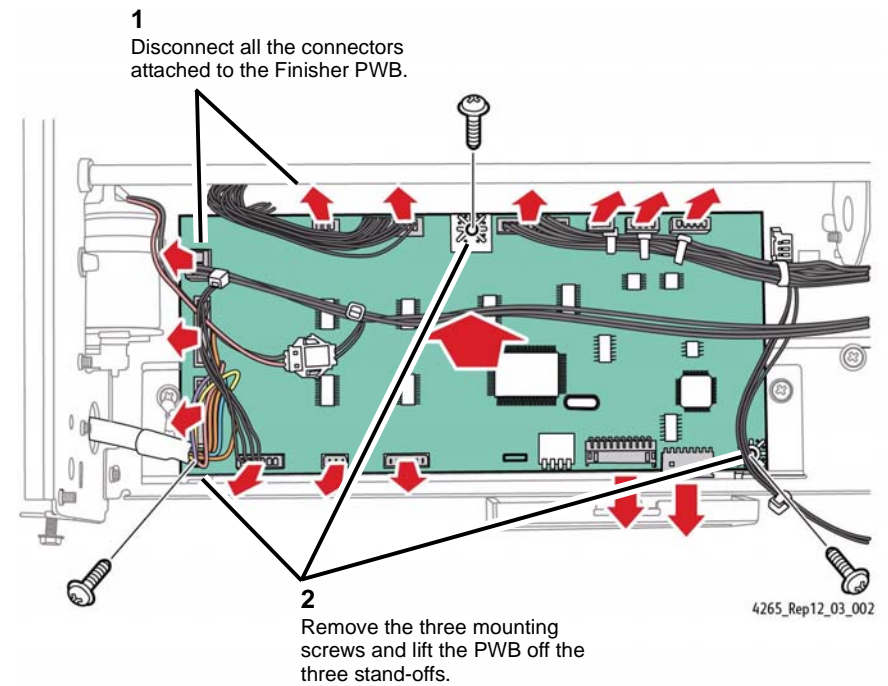 1
Disconnect all the connectors
attached to the Finisher PWB.
4265_Rep12_03_002
2
Remove the three mounting
screws and lift the PWB off the
three stand-offs.